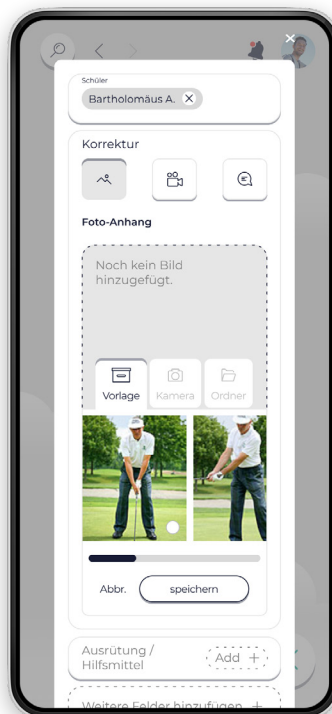 Schüler
Bartholomäus A.
Korrektur
Foto-Anhang
Noch kein Bild
hinzugefügt.
Vorlage
Kamera
Ordner
Abbr.
speichern
Ausrütung /
Hilfsmittel
Add +
Weitere Felder hinzufügen +